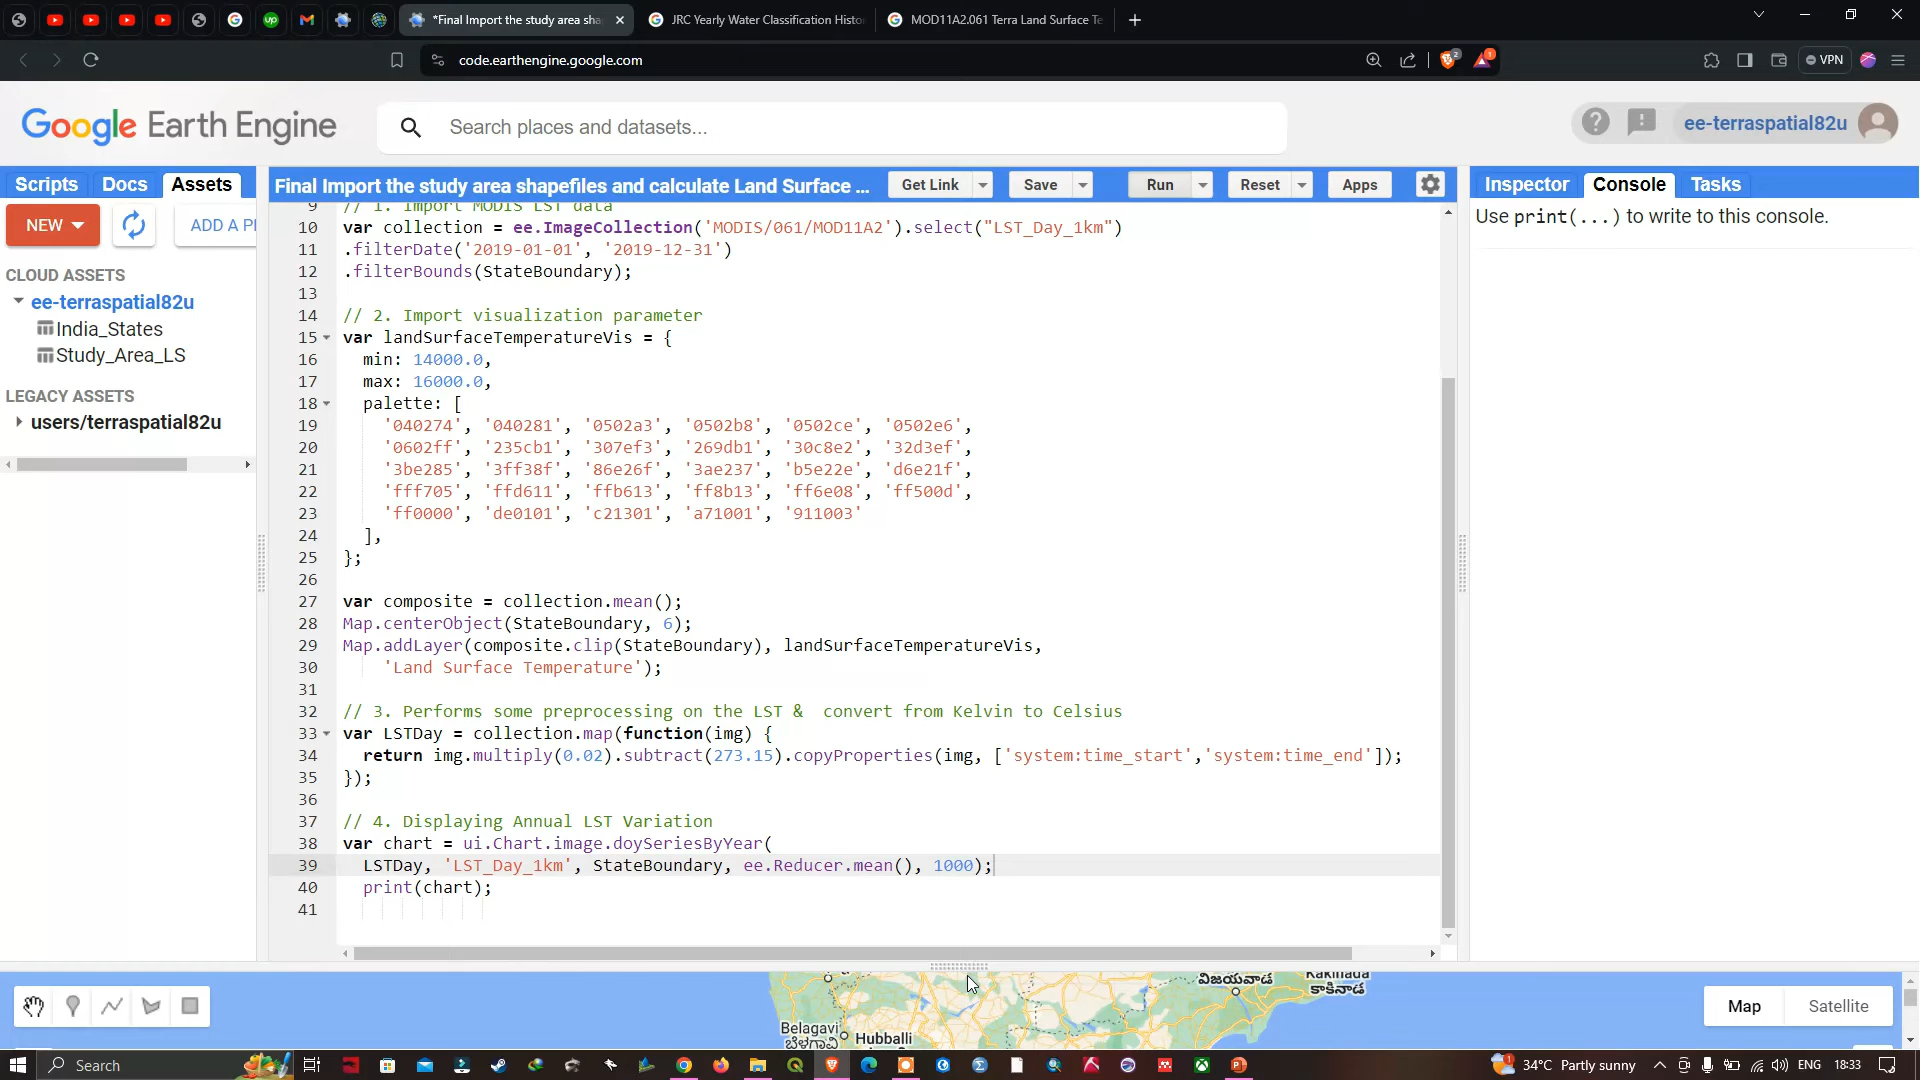 *Final Import the study area sha
JRC Yearly Water Classification Histo
MOD11A2.061 Terra Land Surface Te
code.earthengine.google.com
VPN
Google Earth Engine
Search places and datasets...
ee-terraspatial82u
Scripts
Docs
Assets
Final Import the study area shapefiles and calculate Land Surface ...
Get Link
Save
Run
Reset
Apps
Inspector
Console
Tasks
NEW
ADD A P
Use print(...) to write to this console.
CLOUD ASSETS
ee-terraspatial82u
India_States
Study_Area_LS
LEGACY ASSETS
users/terraspatial82u
9 // 1. Import MODIS LST data
10 var collection = ee.ImageCollection('MODIS/061/MOD11A2').select("LST_Day_1km")
11 .filterDate('2019-01-01', '2019-12-31')
12 .filterBounds(StateBoundary);
13
14 // 2. Import visualization parameter
15 var landSurfaceTemperatureVis = {
16 min: 14000.0,
17 max: 16000.0,
18 palette: [
19 '040274', '040281', '0502a3', '0502b8', '0502ce', '0502e6',
20 '0602ff', '235cb1', '307ef3', '269db1', '30c8e2', '32d3ef',
21 '3be285', '3ff38f', '86e26f', '3ae237', 'b5e22e', 'd6e21f',
22 'fff705', 'ffd611', 'ffb613', 'ff8b13', 'ff6e08', 'ff500d',
23 'ff0000', 'de0101', 'c21301', 'a71001', '911003'
24 ],
25 };
26
27 var composite = collection.mean();
28 Map.centerObject(StateBoundary, 6);
29 Map.addLayer(composite.clip(StateBoundary), landSurfaceTemperatureVis,
30 'Land Surface Temperature');
31
32 // 3. Performs some preprocessing on the LST &  convert from Kelvin to Celsius
33 var LSTDay = collection.map(function(img) {
34 return img.multiply(0.02).subtract(273.15).copyProperties(img, ['system:time_start','system:time_end']);
35 });
36
37 // 4. Displaying Annual LST Variation
38 var chart = ui.Chart.image.doySeriesByYear(
39 LSTDay, 'LST_Day_1km', StateBoundary, ee.Reducer.mean(), 1000);
40 print(chart);
41
విజయవాడ
Kakinada
కాకినాడ
Belagavi
ಬೆಳಗಾವಿ
Hubballi
Map
Satellite
Search
34°C Partly sunny
ENG
18:33